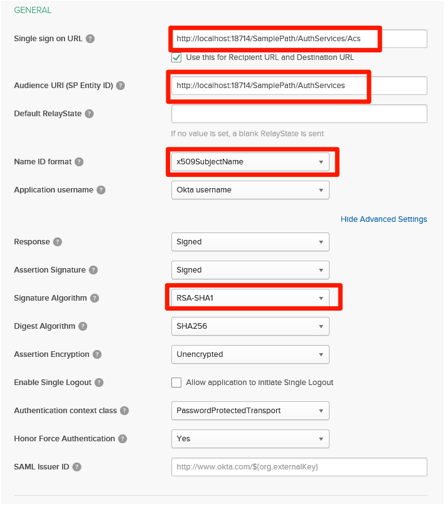 GENERAL
Single sign on URL ?
http://localhost:18714/SamplePath/AuthServices/Acs
Use this for Recipient URL and Destination URL
Audience URI (SP Entity ID) ?
http://localhost:18714/SamplePath/AuthServices
Default RelayState ?
If no value is set, a blank RelayState is sent
Name ID format ?
x509SubjectName
Application username ?
Okta username
Hide Advanced Settings
Response ?
Signed
Assertion Signature ?
Signed
Signature Algorithm ?
RSA-SHA1
Digest Algorithm ?
SHA256
Assertion Encryption ?
Unencrypted
Enable Single Logout ?
Allow application to initiate Single Logout
Authentication context class ?
PasswordProtectedTransport
Honor Force Authentication ?
Yes
SAML Issuer ID ?
http://www.okta.com/${org.externalKey}